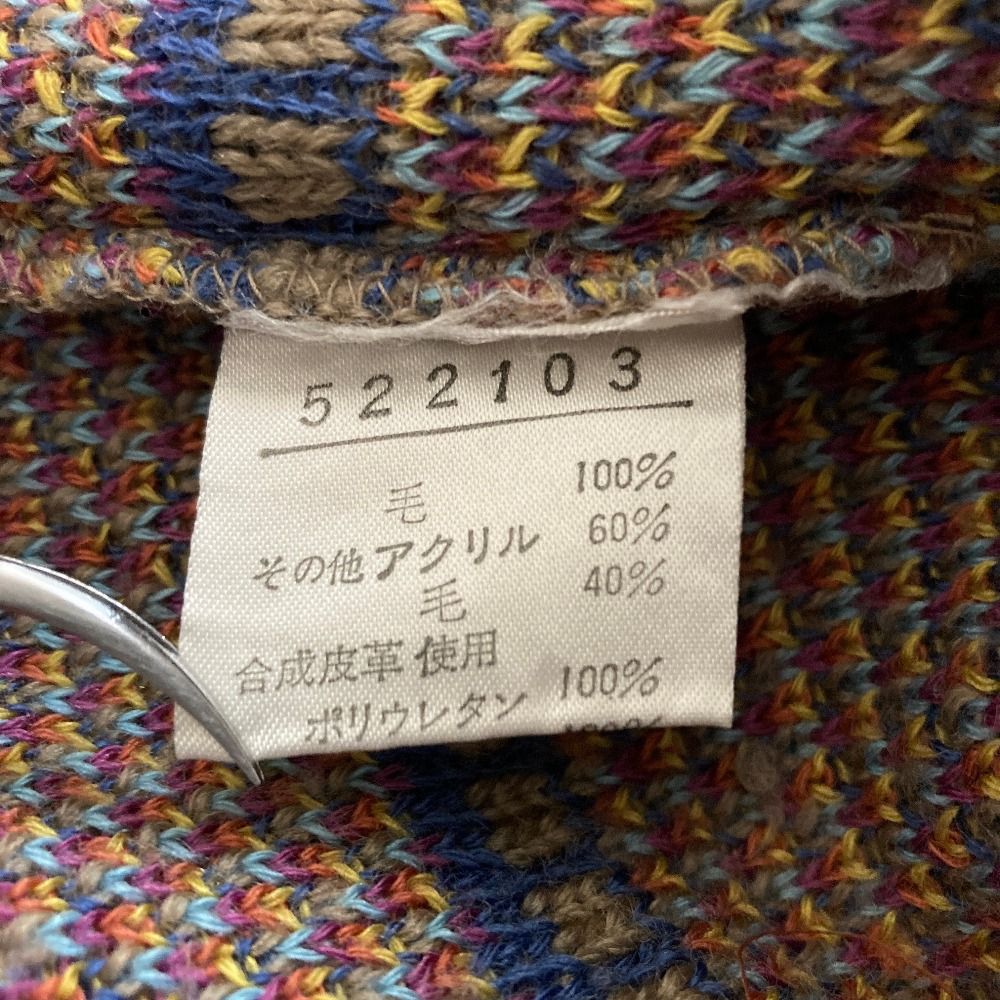 522103
毛 100%
その他 アクリル 60%
毛 40%
合成皮革 使用
ポリウレタン 100%